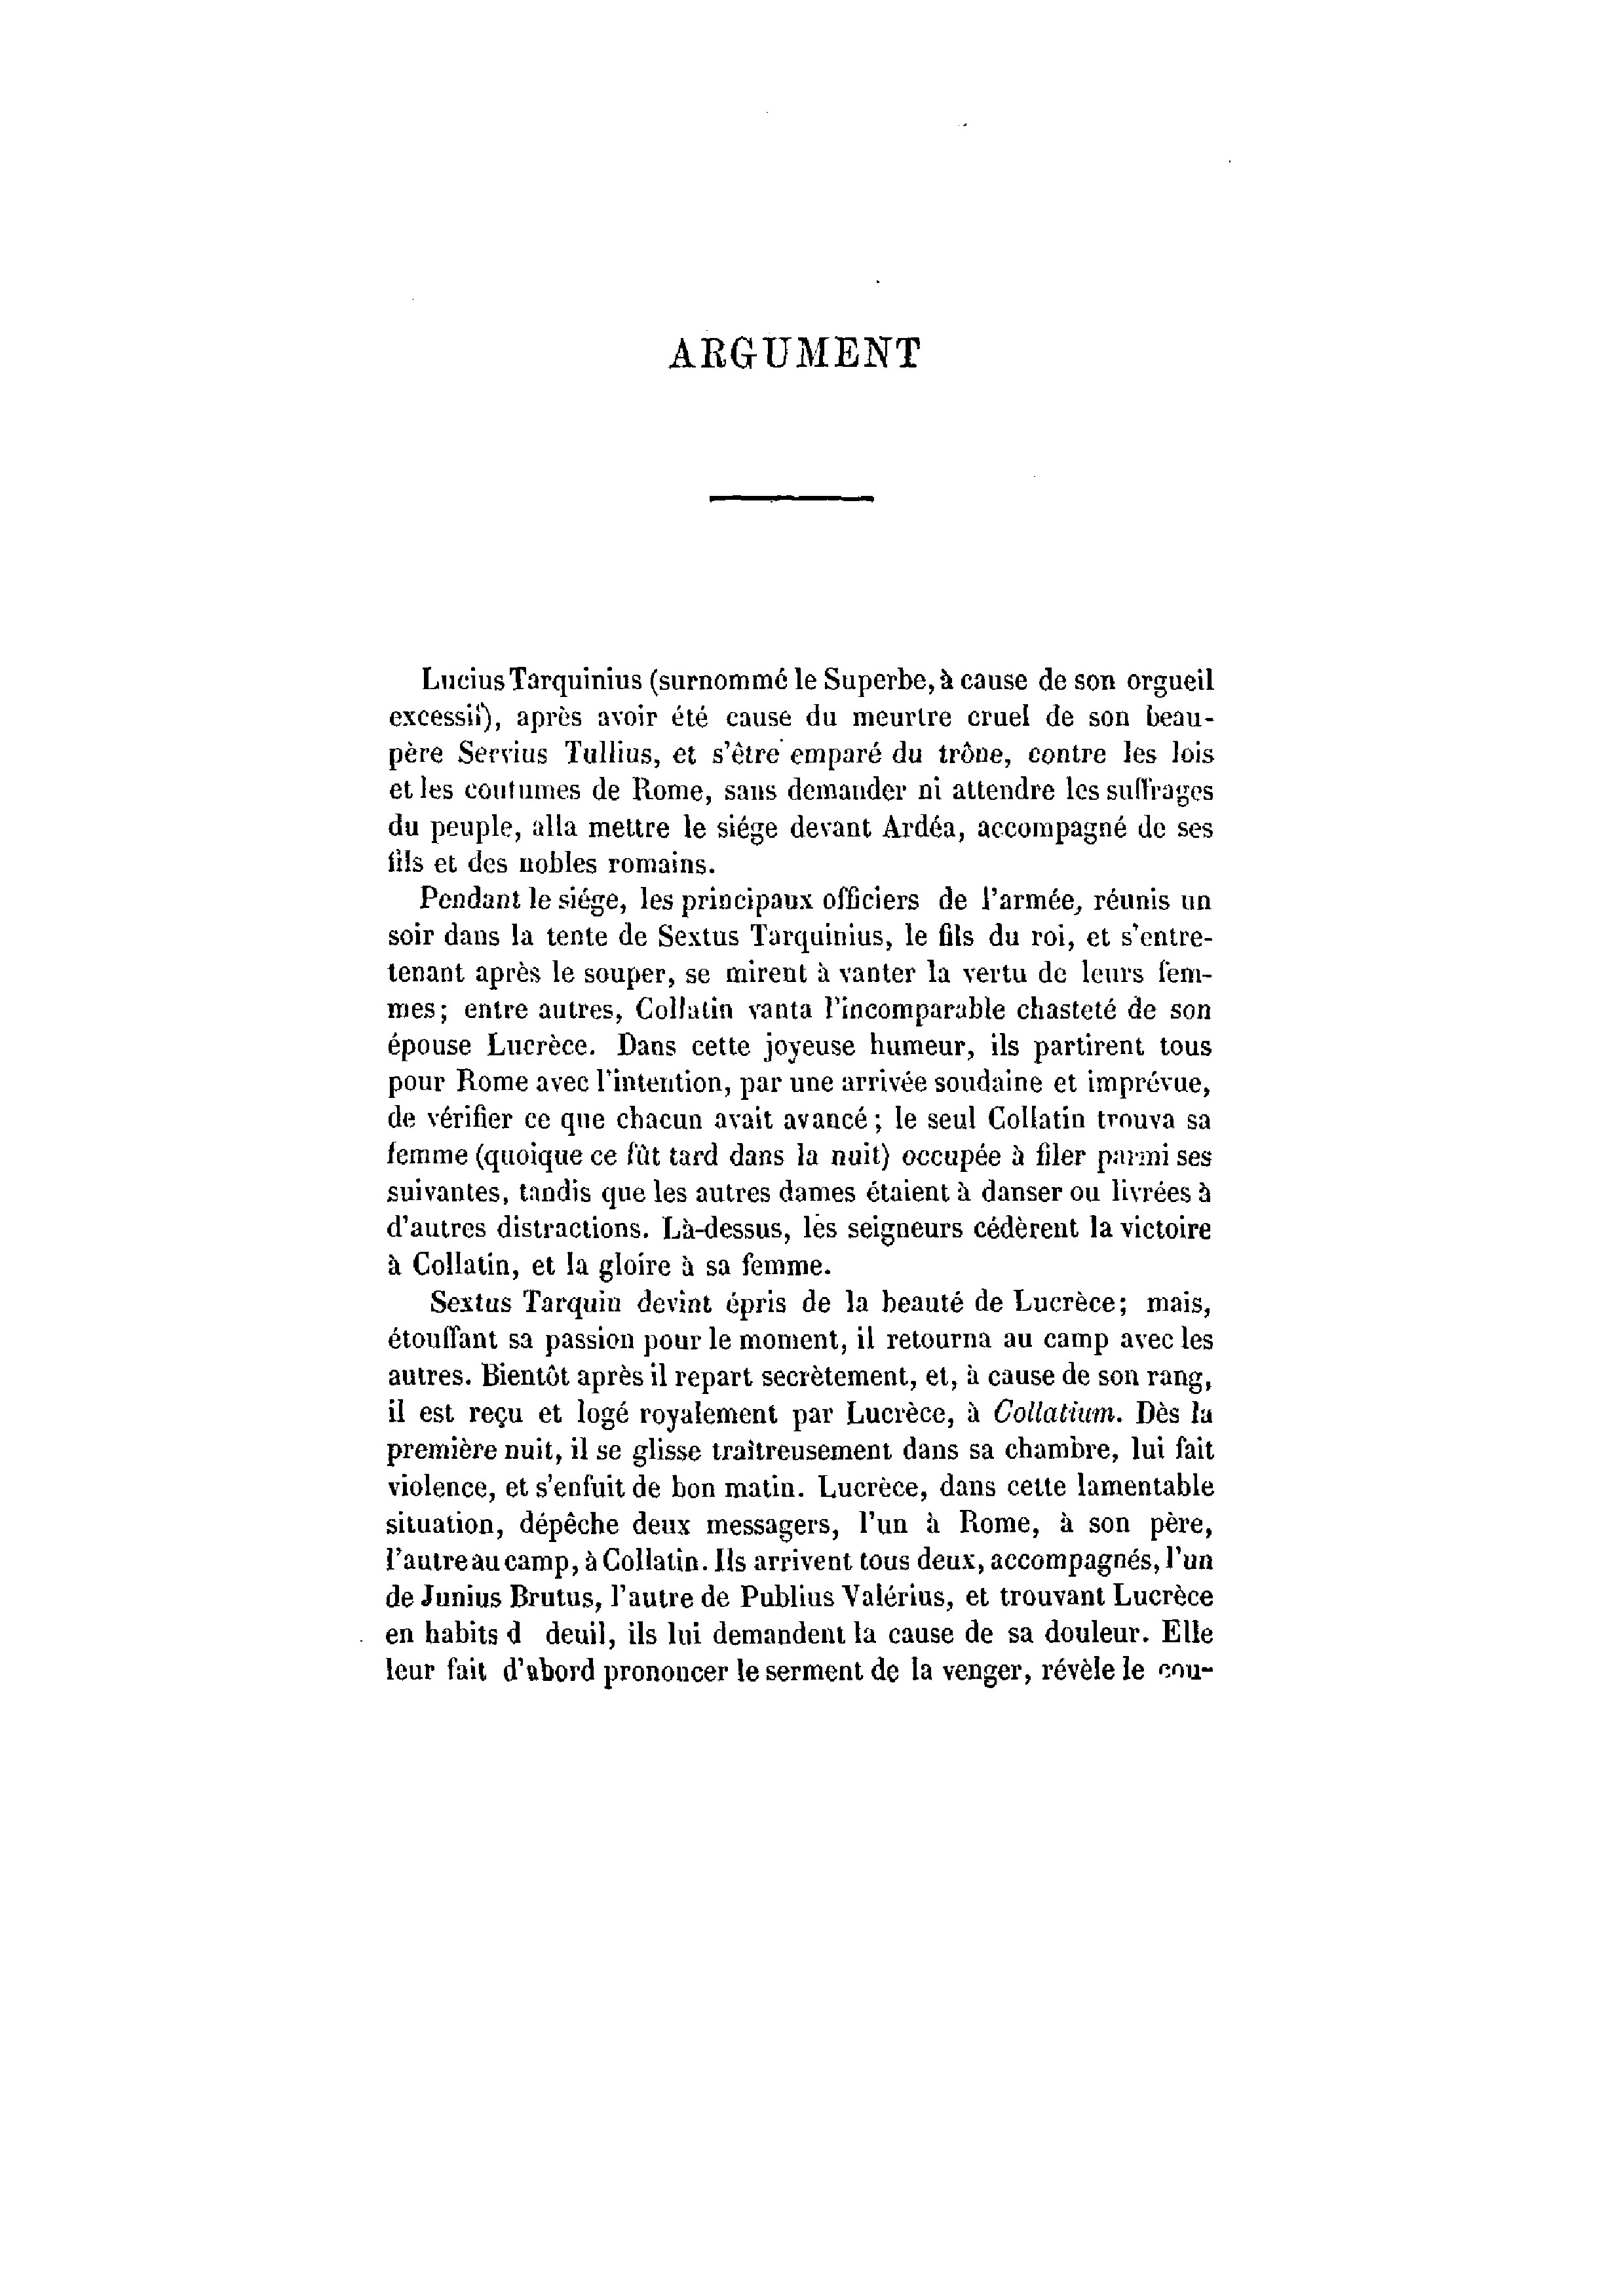 ARGUMENT
Lucius Tarquinius (surnommé le Superbe, à cause de son orgueil
excessif), après avoir été cause du meurtre cruel de son beau-
père Servius Tullius, et s'être emparé du trône, contre les lois
et les coutumes de Rome, sans demander ni attendre les suffrages
du peuple, alla mettre le siége devant Ardéa, accompagné de ses
fils et des nobles romains.
Pendant le siége, les principaux officiers de l'armée, réunis un
soir dans la tente de Sextus Tarquinius, le fils du roi, et s'entre-
tenant après le souper, se mirent à vanter la vertu de leurs fem-
mes; entre autres, Collatin vanta l'incomparable chasteté de son
épouse Lucrèce. Dans cette joyeuse humeur, ils partirent tous
pour Rome avec l'intention, par une arrivée soudaine et imprévue,
de vérifier ce que chacun avait avancé; le seul Collatin trouva sa
femme (quoique ce fût tard dans la nuit) occupée à filer parmi ses
suivantes, tandis que les autres dames étaient à danser ou livrées à
d'autres distractions. Là-dessus, les seigneurs cédèrent la victoire
à Collatin, et la gloire à sa femme.
Sextus Tarquin devint épris de la beauté de Lucrèce; mais,
étouffant sa passion pour le moment, il retourna au camp avec les
autres. Bientôt après il repart secrètement, et, à cause de son rang,
il est reçu et logé royalement par Lucrèce, à Collatium. Dès la
première nuit, il se glisse traîtreusement dans sa chambre, lui fait
violence, et s'enfuit de bon matin. Lucrèce, dans cette lamentable
situation, dépêche deux messagers, l'un à Rome, à son père,
l'autre au camp, à Collatin. Ils arrivent tous deux, accompagnés, l'un
de Junius Brutus, l'autre de Publius Valérius, et trouvant Lucrèce
en habits d deuil, ils lui demandent la cause de sa douleur. Elle
leur fait d'abord prononcer le serment de la venger, révèle le cou-